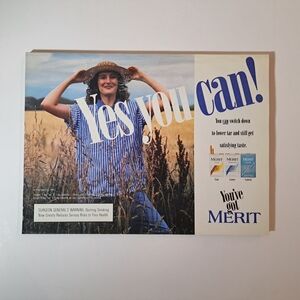 Yes you can!
You can switch down
to lower tar and still get
satisfying taste.
MERIT MERIT
SURGEON GENERAL'S WARNING: Quitting Smoking
Now Greatly Reduces Serious Risks to Your Health.
You've
got
MERIT